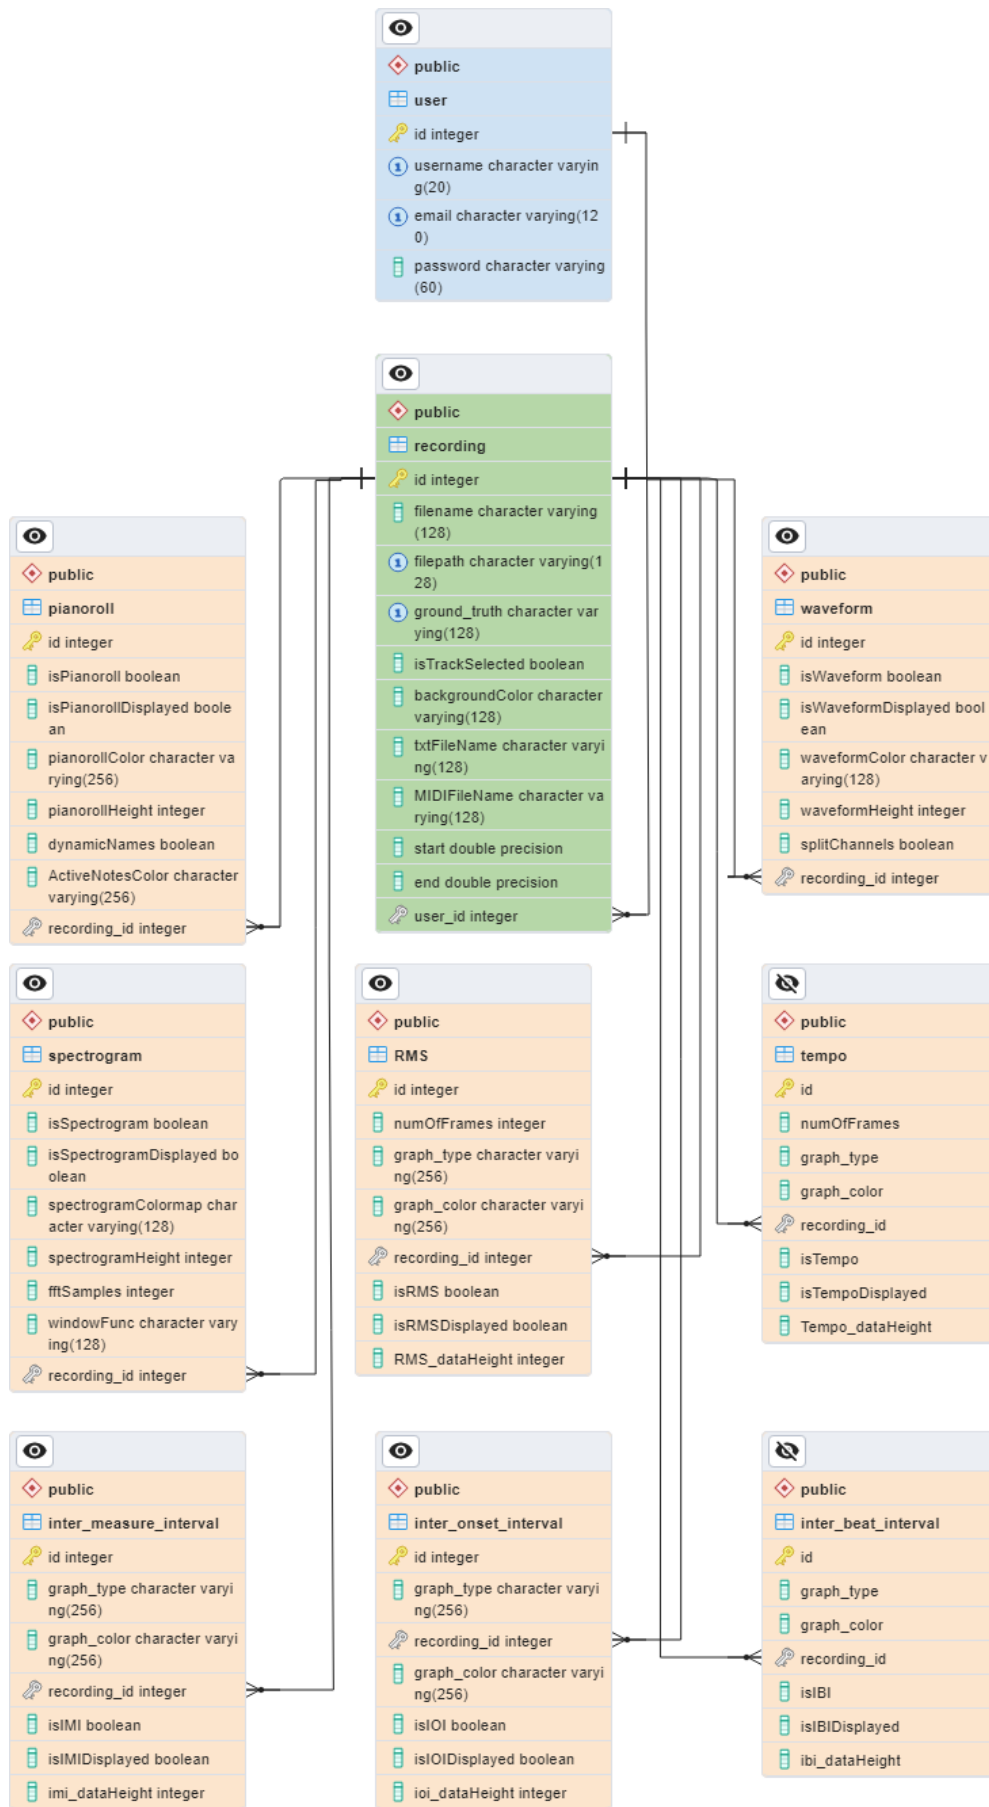 public
user
id integer
username character varyin
g(20)
email character varying(12
0)
password character varying
(60)
public
recording
id integer
filename character varying
(128)
filepath character varying(1
28)
ground_truth character var
ying(128)
isTrackSelected boolean
backgroundColor character
varying(128)
txtFileName character varyi
ng(128)
MIDIFileName character va
rying(128)
start double precision
end double precision
user_id integer
public
pianoroll
id integer
isPianoroll boolean
isPianorollDisplayed boole
an
pianorollColor character va
rying(256)
pianorollHeight integer
dynamicNames boolean
ActiveNotesColor character
varying(256)
recording_id integer
public
waveform
id integer
isWaveform boolean
isWaveformDisplayed bool
ean
waveformColor character v
arying(128)
waveformHeight integer
splitChannels boolean
recording_id integer
public
spectrogram
id integer
isSpectrogram boolean
isSpectrogramDisplayed bo
olean
spectrogramColormap char
acter varying(128)
spectrogramHeight integer
fftSamples integer
windowFunc character vary
ing(128)
recording_id integer
public
RMS
id integer
numOfFrames integer
graph_type character varyi
ng(256)
graph_color character varyi
ng(256)
recording_id integer
isRMS boolean
isRMSDisplayed boolean
RMS_dataHeight integer
public
tempo
id
numOfFrames
graph_type
graph_color
recording_id
isTempo
isTempoDisplayed
Tempo_dataHeight
public
inter_measure_interval
id integer
graph_type character varyi
ng(256)
graph_color character varyi
ng(256)
recording_id integer
isIMI boolean
isIMIDisplayed boolean
imi_dataHeight integer
public
inter_onset_interval
id integer
graph_type character varyi
ng(256)
recording_id integer
graph_color character varyi
ng(256)
isIOI boolean
isIOIDisplayed boolean
ioi_dataHeight integer
public
inter_beat_interval
id
graph_type
graph_color
recording_id
isIBI
isIBIDisplayed
ibi_dataHeight